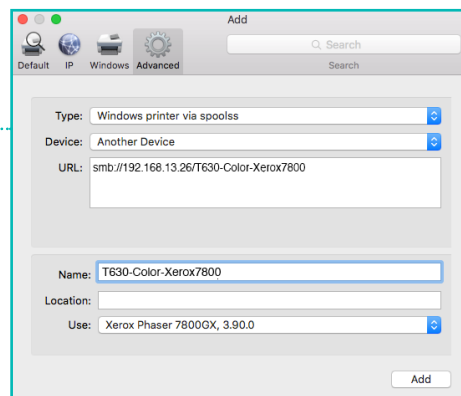 Add
Default IP Windows Advanced
Search
Search
Type: Windows printer via spoolss
Device: Another Device
URL: smb://192.168.13.26/T630-Color-Xerox7800
Name: T630-Color-Xerox7800
Location:
Use: Xerox Phaser 7800GX, 3.90.0
Add